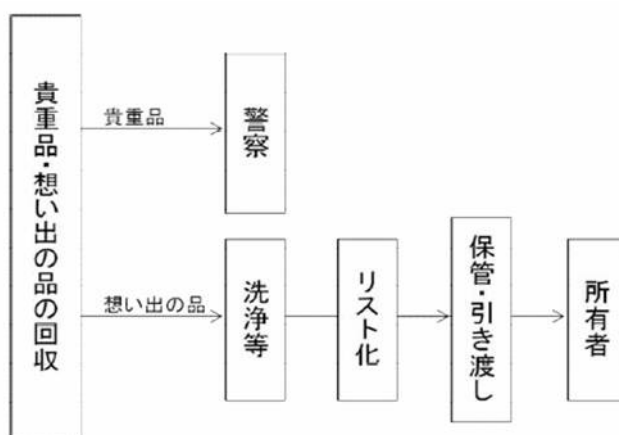 貴重品・想い出の品の回収
貴重品
警察
想い出の品
洗浄等
リスト化
保管・引き渡し
所有者